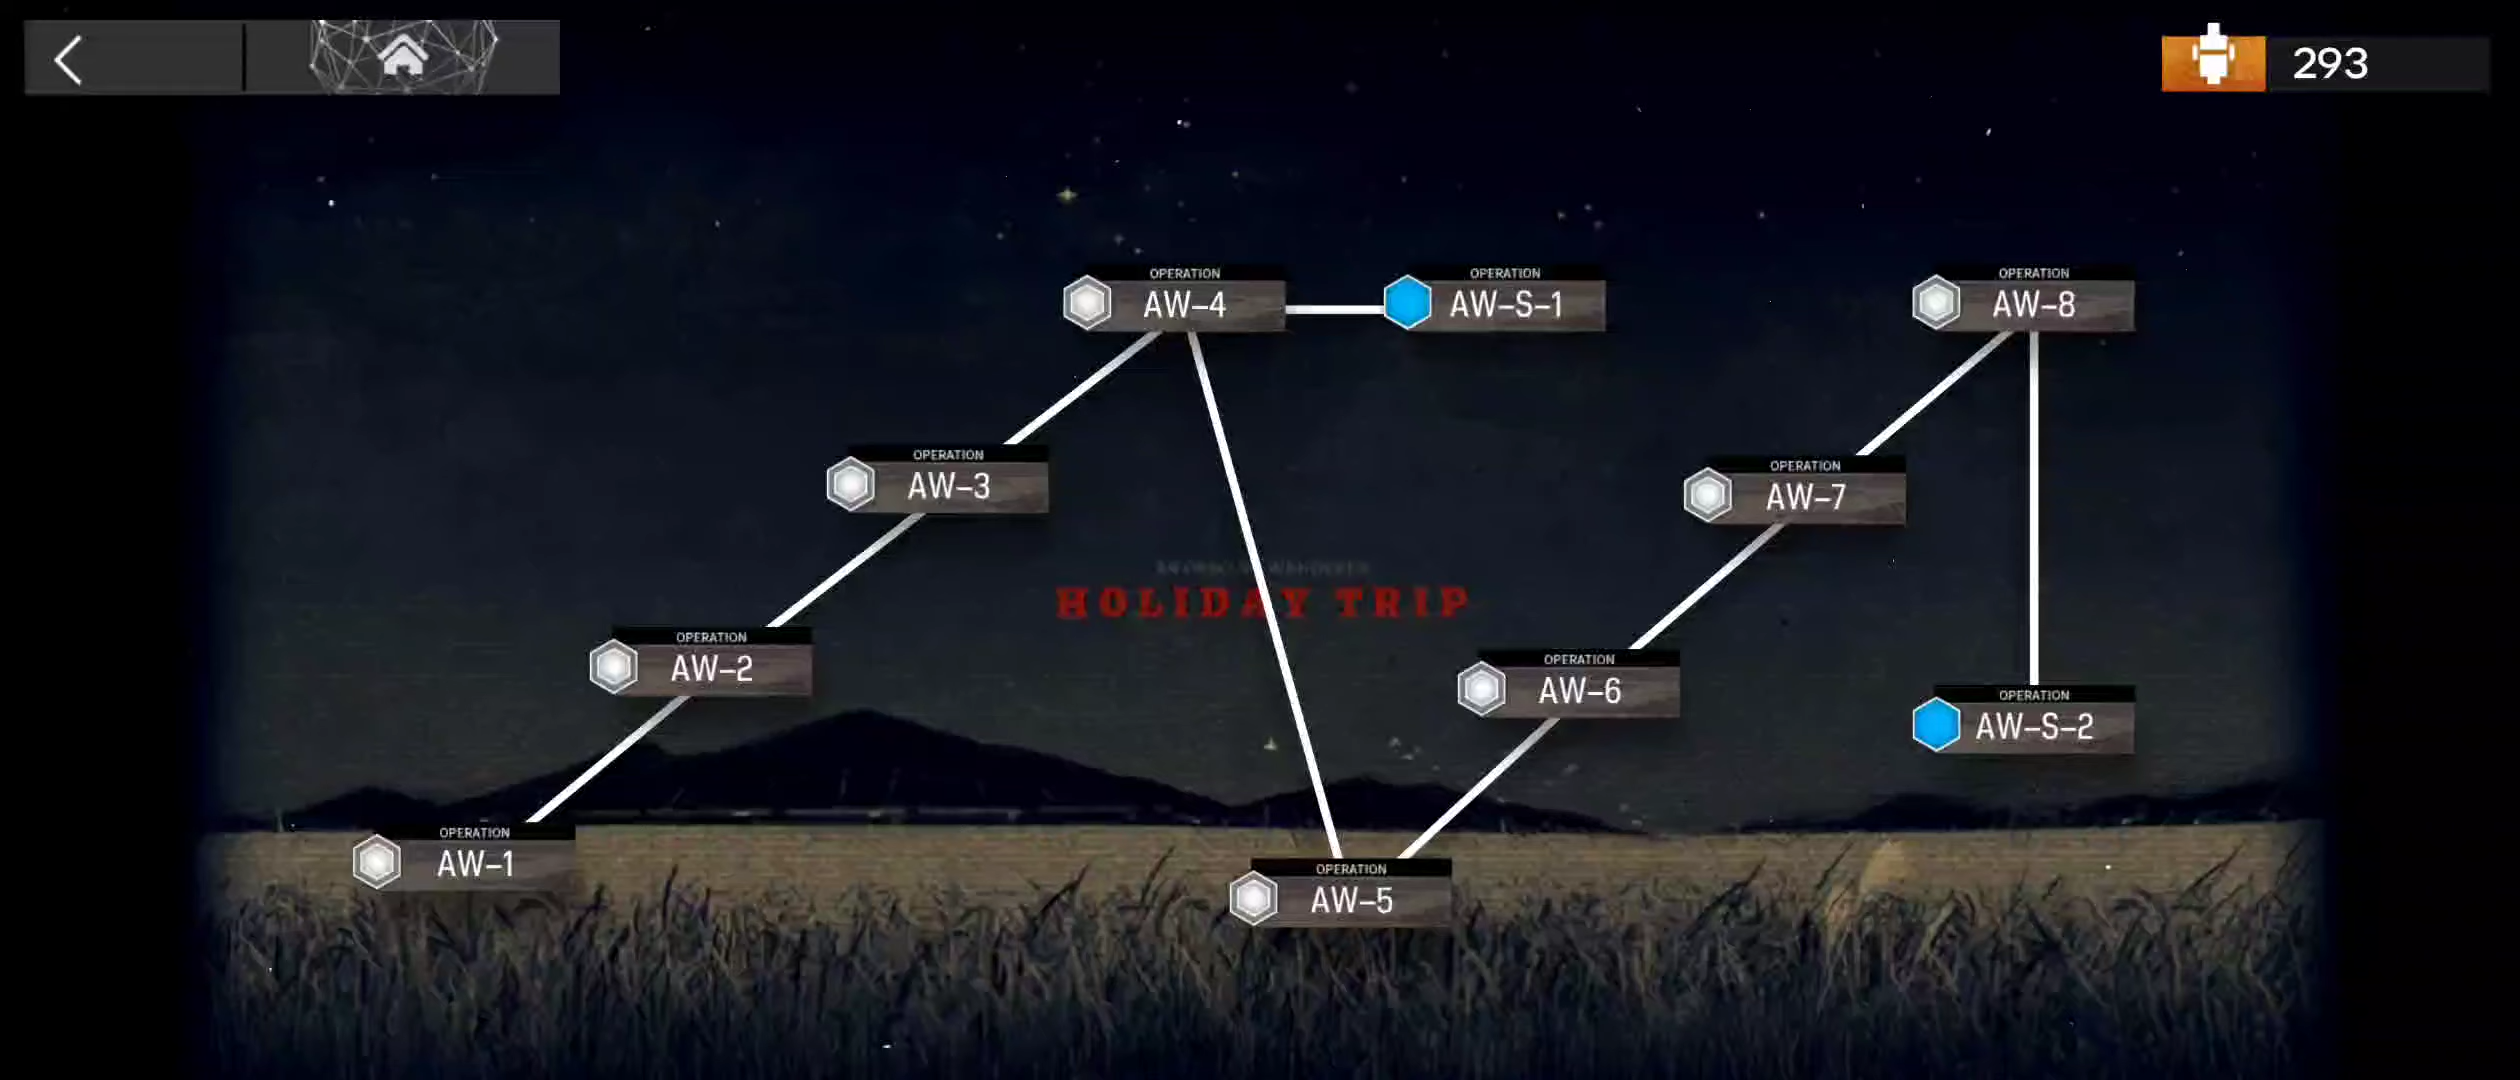 293
OPERATION
AW-4
OPERATION
AW-S-1
OPERATION
AW-8
OPERATION
AW-3
OPERATION
AW-7
HOLIDAY TRIP
OPERATION
AW-2
OPERATION
AW-6
OPERATION
AW-S-2
OPERATION
AW-1
OPERATION
AW-5